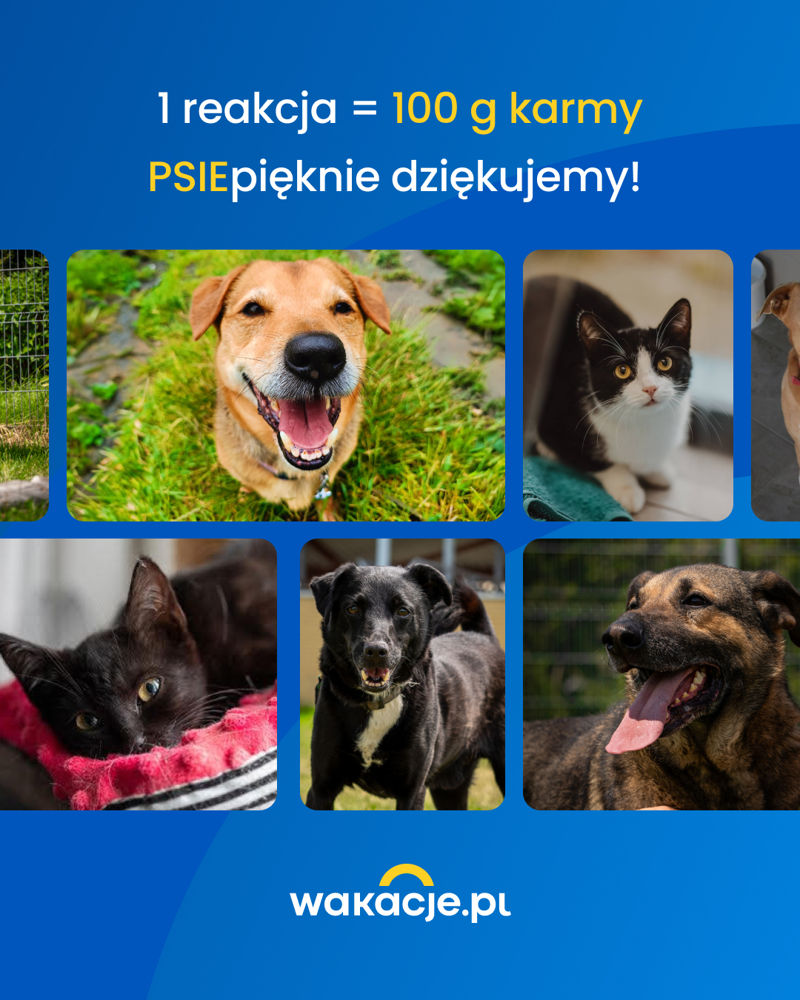 1 reakcja = 100 g karmy
PSIEpięknie dziękujemy!
wakacje.pl